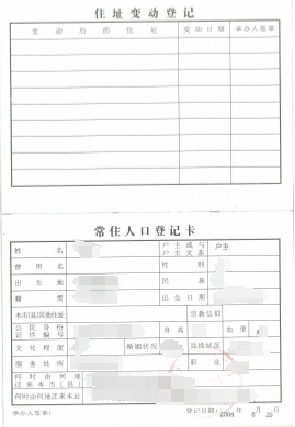 住址变动登记
变动后的住址 变动日期 承办人签章
常住人口登记卡
姓名 户主或与户主关系 户主
曾用名 性别
出生地 民族
籍贯 出生日期
本市(县)其他住址 宗教信仰
公民身份证件编号 身高 血型
文化程度 婚姻状况 兵役状况
服务处所 职业
何时由何地迁来本市(县)
何时由何地迁来本址
承办人签章: 登记日期: 年 月 日